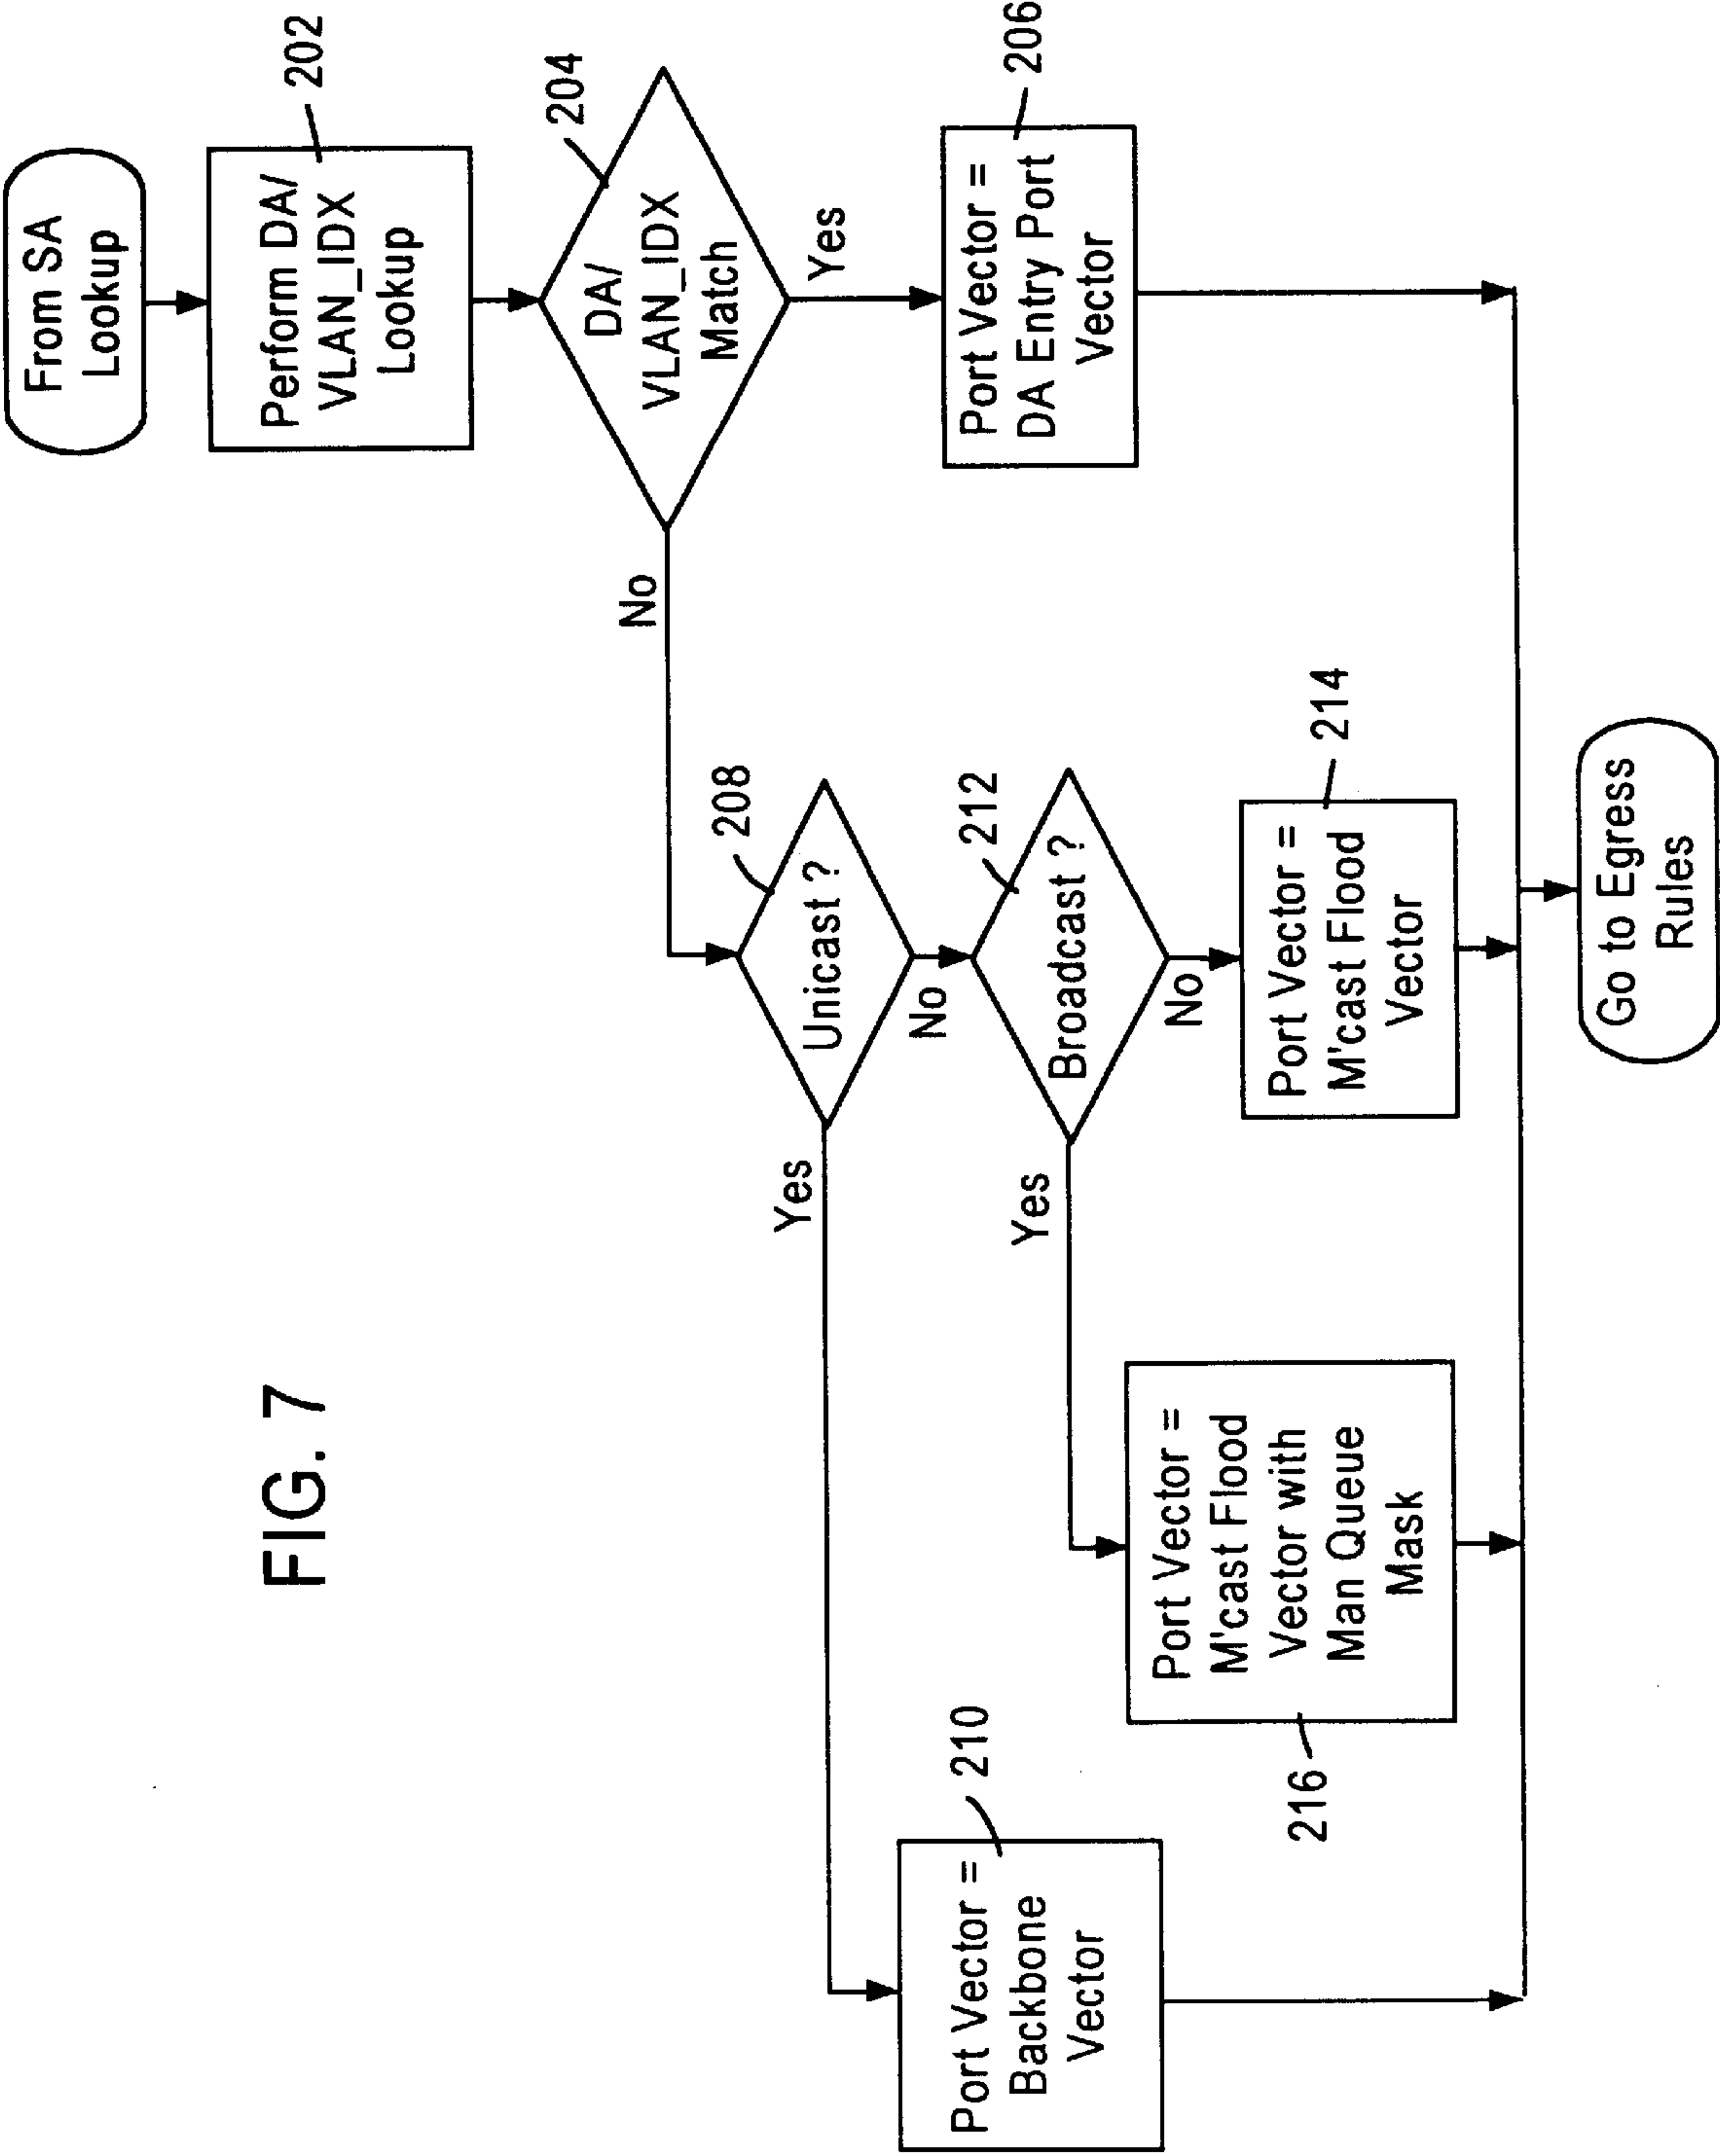 FIG. 7
From SA
Lookup
Perform DA/
VLAN_IDX
Lookup
202
DA/
VLAN_IDX
Match
204
Yes
No
Port Vector =
DA Entry Port
Vector
206
Unicast ?
208
Yes
No
Port Vector =
Backbone
Vector
210
Broadcast ?
212
Yes
No
Port Vector =
M'cast Flood
Vector
214
Port Vector =
M'cast Flood
Vector with
Man Queue
Mask
216
Go to Egress
Rules